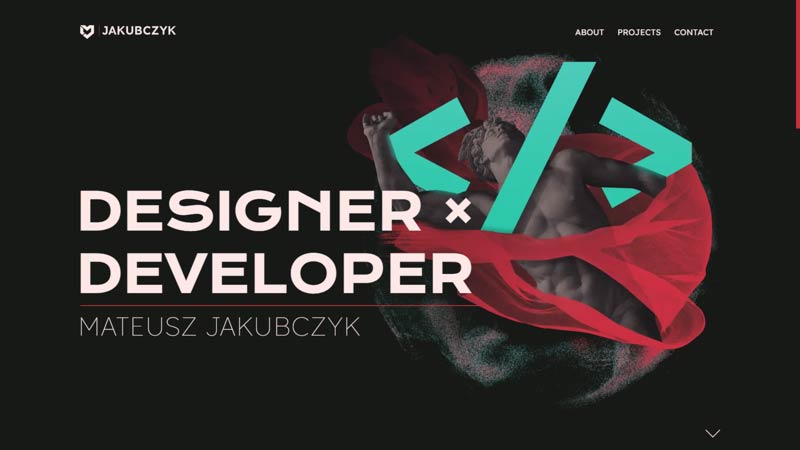 JAKUBCZYK
ABOUT PROJECTS CONTACT
</>
DESIGNER ×
DEVELOPER
MATEUSZ JAKUBCZYK